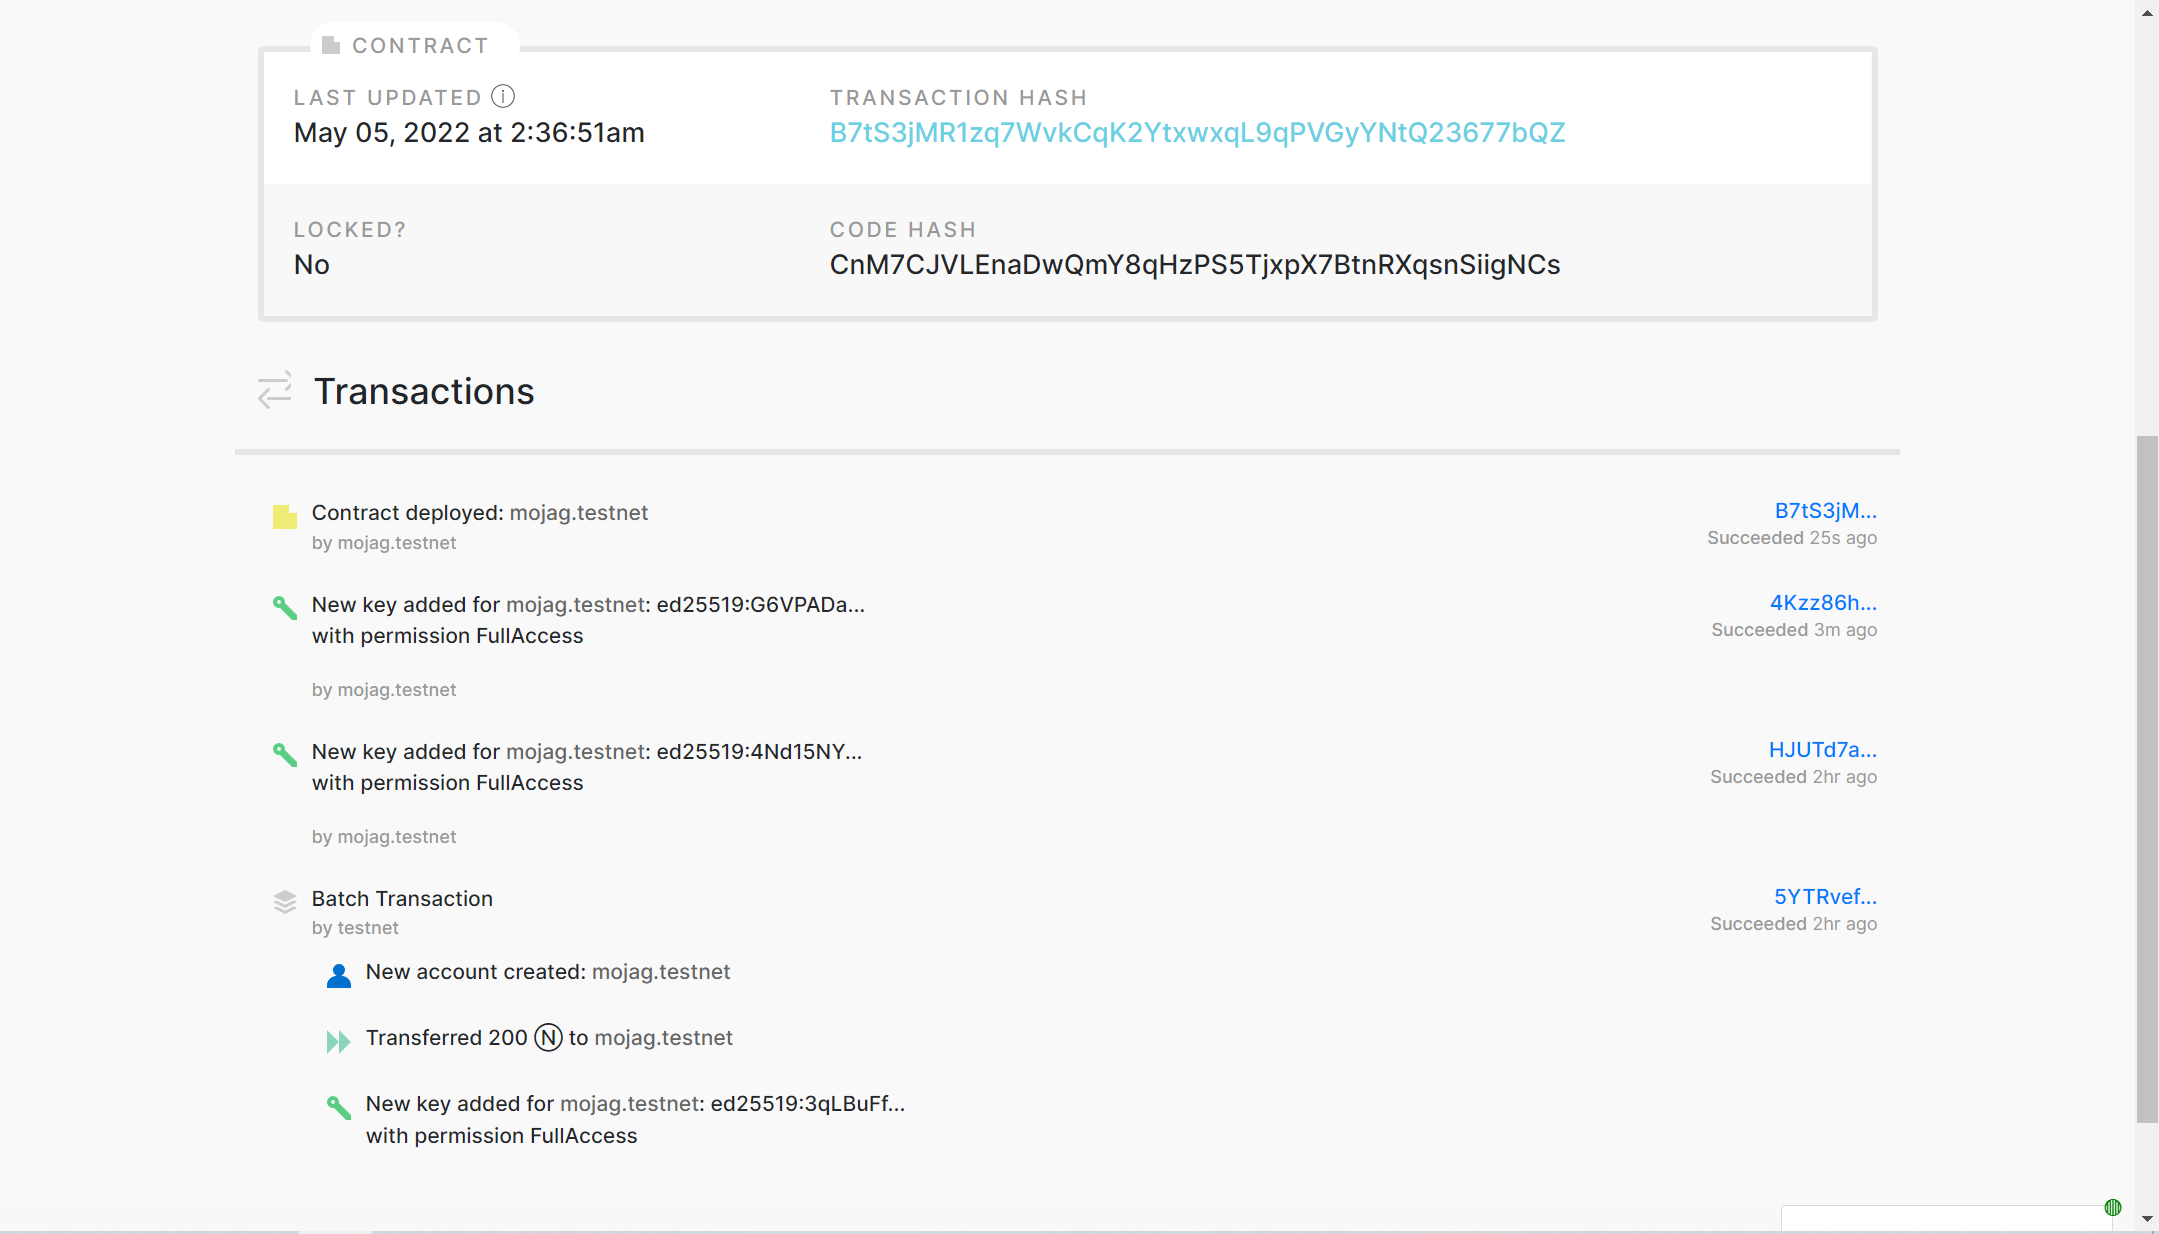 CONTRACT
LAST UPDATED
TRANSACTION HASH
May 05, 2022 at 2:36:51am
B7tS3jMR1zq7WvkCqK2YtxwxqL9qPVGyYNtQ23677bQZ
LOCKED?
CODE HASH
No
CnM7CJVLEnaDwQmY8qHzPS5TjxpX7BtnRXqsnSiigNCs
Transactions
Contract deployed: mojag.testnet
B7tS3jM...
by mojag.testnet
Succeeded 25s ago
New key added for mojag.testnet: ed25519:G6VPADa...
4Kzz86h...
with permission FullAccess
Succeeded 3m ago
by mojag.testnet
New key added for mojag.testnet: ed25519:4Nd15NY...
HJUTd7a...
with permission FullAccess
Succeeded 2hr ago
by mojag.testnet
Batch Transaction
5YTRvef...
by testnet
Succeeded 2hr ago
New account created: mojag.testnet
Transferred 200 Ⓝ to mojag.testnet
New key added for mojag.testnet: ed25519:3qLBuFf...
with permission FullAccess